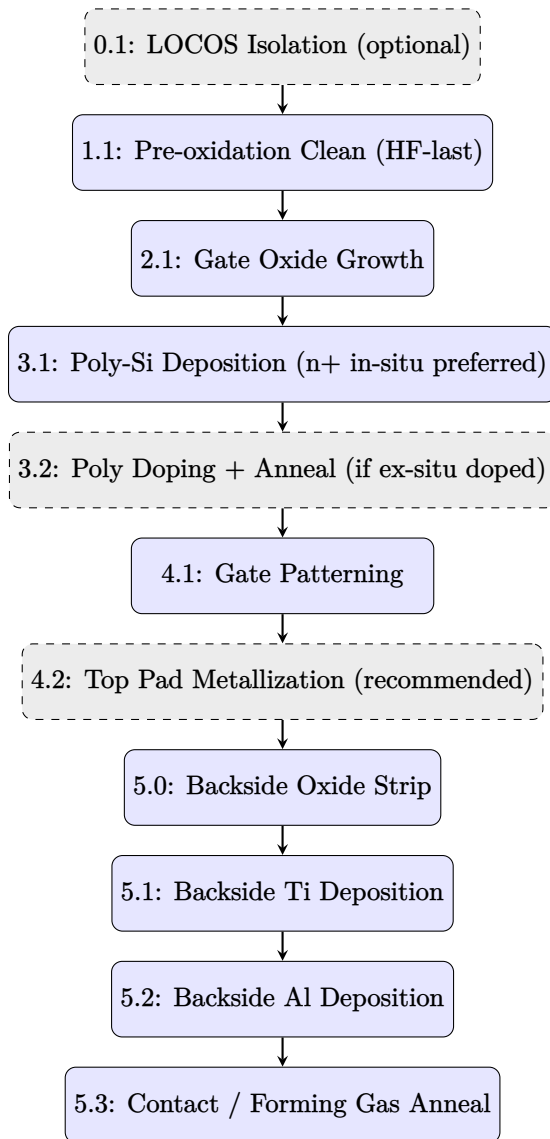 0.1: LOCOS Isolation (optional)
1.1: Pre-oxidation Clean (HF-last)
2.1: Gate Oxide Growth
3.1: Poly-Si Deposition (n+ in-situ preferred)
3.2: Poly Doping + Anneal (if ex-situ doped)
4.1: Gate Patterning
4.2: Top Pad Metallization (recommended)
5.0: Backside Oxide Strip
5.1: Backside Ti Deposition
5.2: Backside Al Deposition
5.3: Contact / Forming Gas Anneal